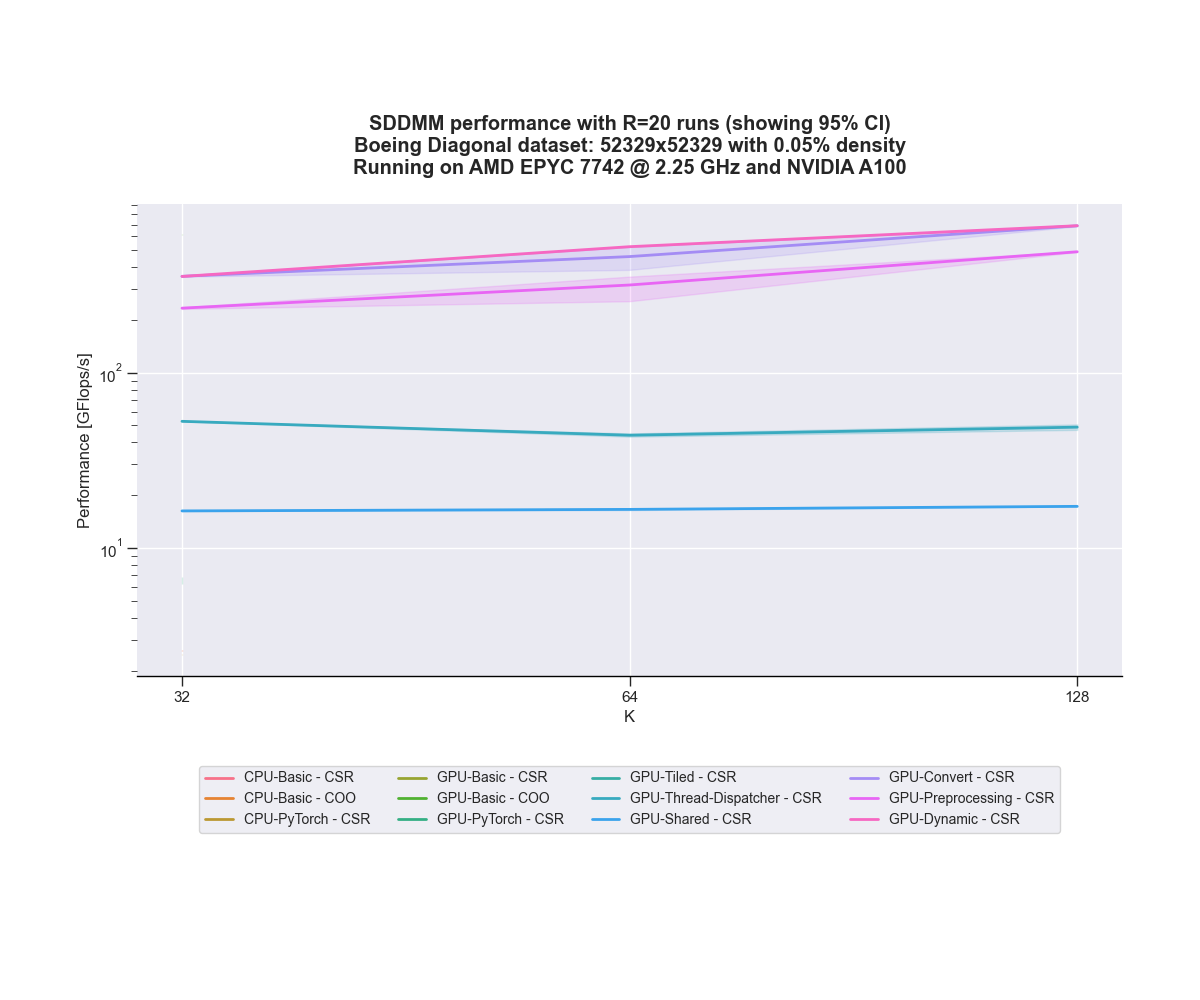 SDDMM performance with R=20 runs (showing 95% CI)
Boeing Diagonal dataset: 52329x52329 with 0.05% density
Running on AMD EPYC 7742 @ 2.25 GHz and NVIDIA A100
Performance [GFlops/s]
10²
10¹
32 64 128
K
CPU-Basic - CSR GPU-Basic - CSR GPU-Tiled - CSR GPU-Convert - CSR
CPU-Basic - COO GPU-Basic - COO GPU-Thread-Dispatcher - CSR GPU-Preprocessing - CSR
CPU-PyTorch - CSR GPU-PyTorch - CSR GPU-Shared - CSR GPU-Dynamic - CSR